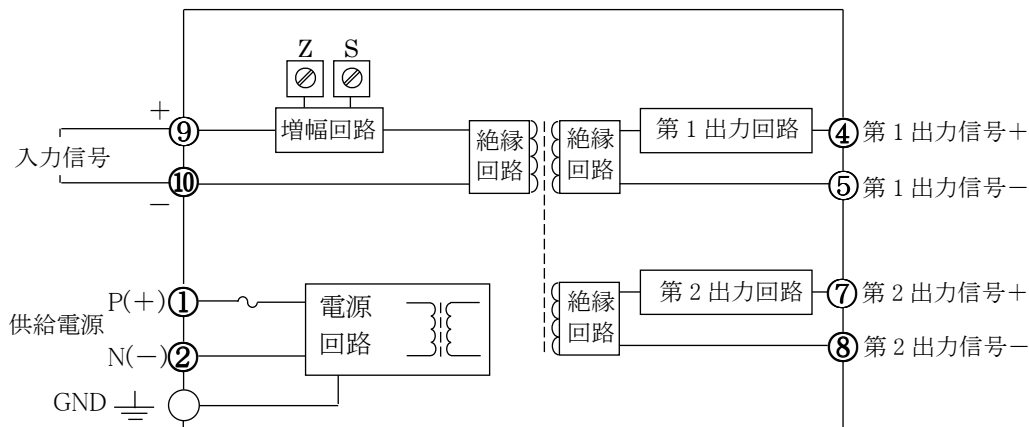 Z S
増幅回路
+
⑨
入力信号
⑩
−
絶縁
回路
絶縁
回路
第1出力回路
④ 第1出力信号+
⑤ 第1出力信号−
P(+) ①
供給電源
N(−) ②
GND
電源
回路
絶縁
回路
第2出力回路
⑦ 第2出力信号+
⑧ 第2出力信号−